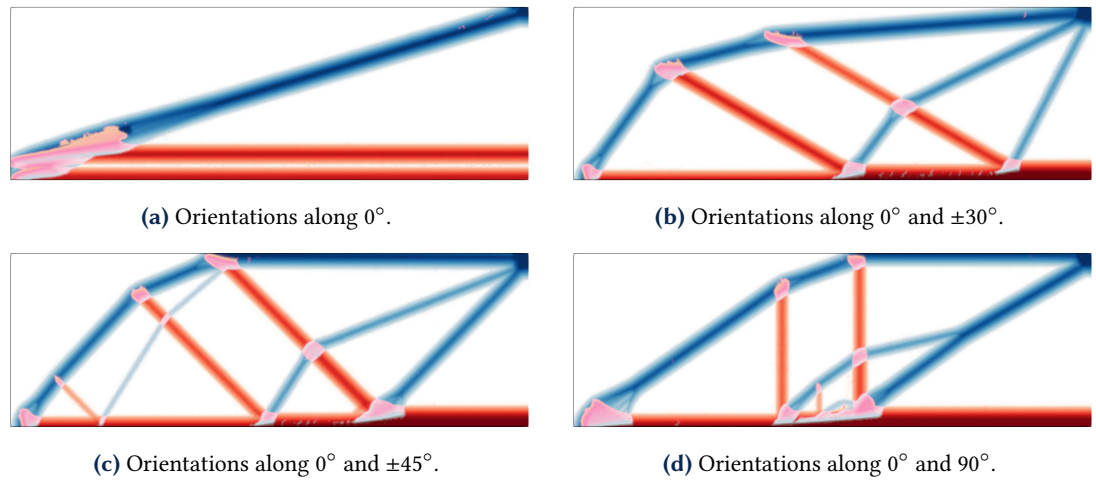 (a) Orientations along 0°.
(b) Orientations along 0° and ±30°.
(c) Orientations along 0° and ±45°.
(d) Orientations along 0° and 90°.